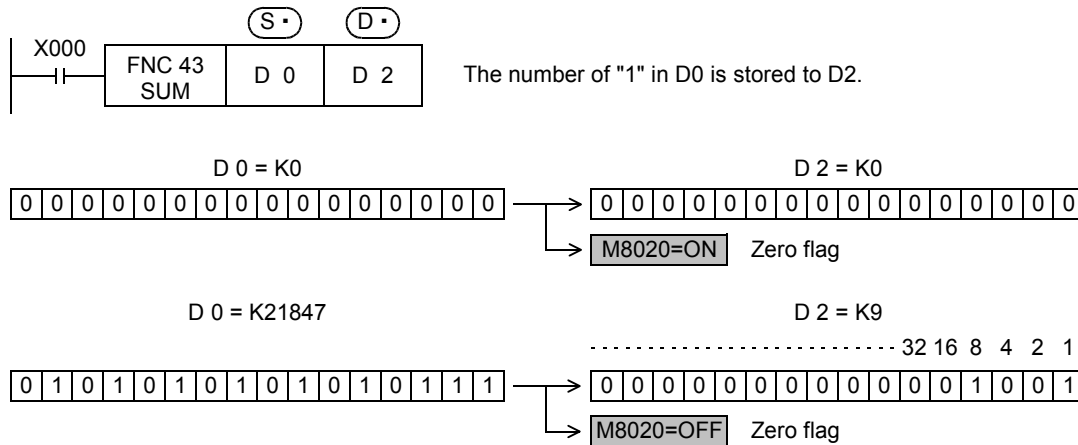 S· D·
X000
FNC 43 SUM D 0 D 2 The number of "1" in D0 is stored to D2.
D 0 = K0 D 2 = K0
0 0 0 0 0 0 0 0 0 0 0 0 0 0 0 0 0 0 0 0 0 0 0 0 0 0 0 0 0 0 0 0
M8020=ON Zero flag
D 0 = K21847 D 2 = K9
32 16 8 4 2 1
0 1 0 1 0 1 0 1 0 1 0 1 0 1 1 1 0 0 0 0 0 0 0 0 0 0 0 0 1 0 0 1
M8020=OFF Zero flag